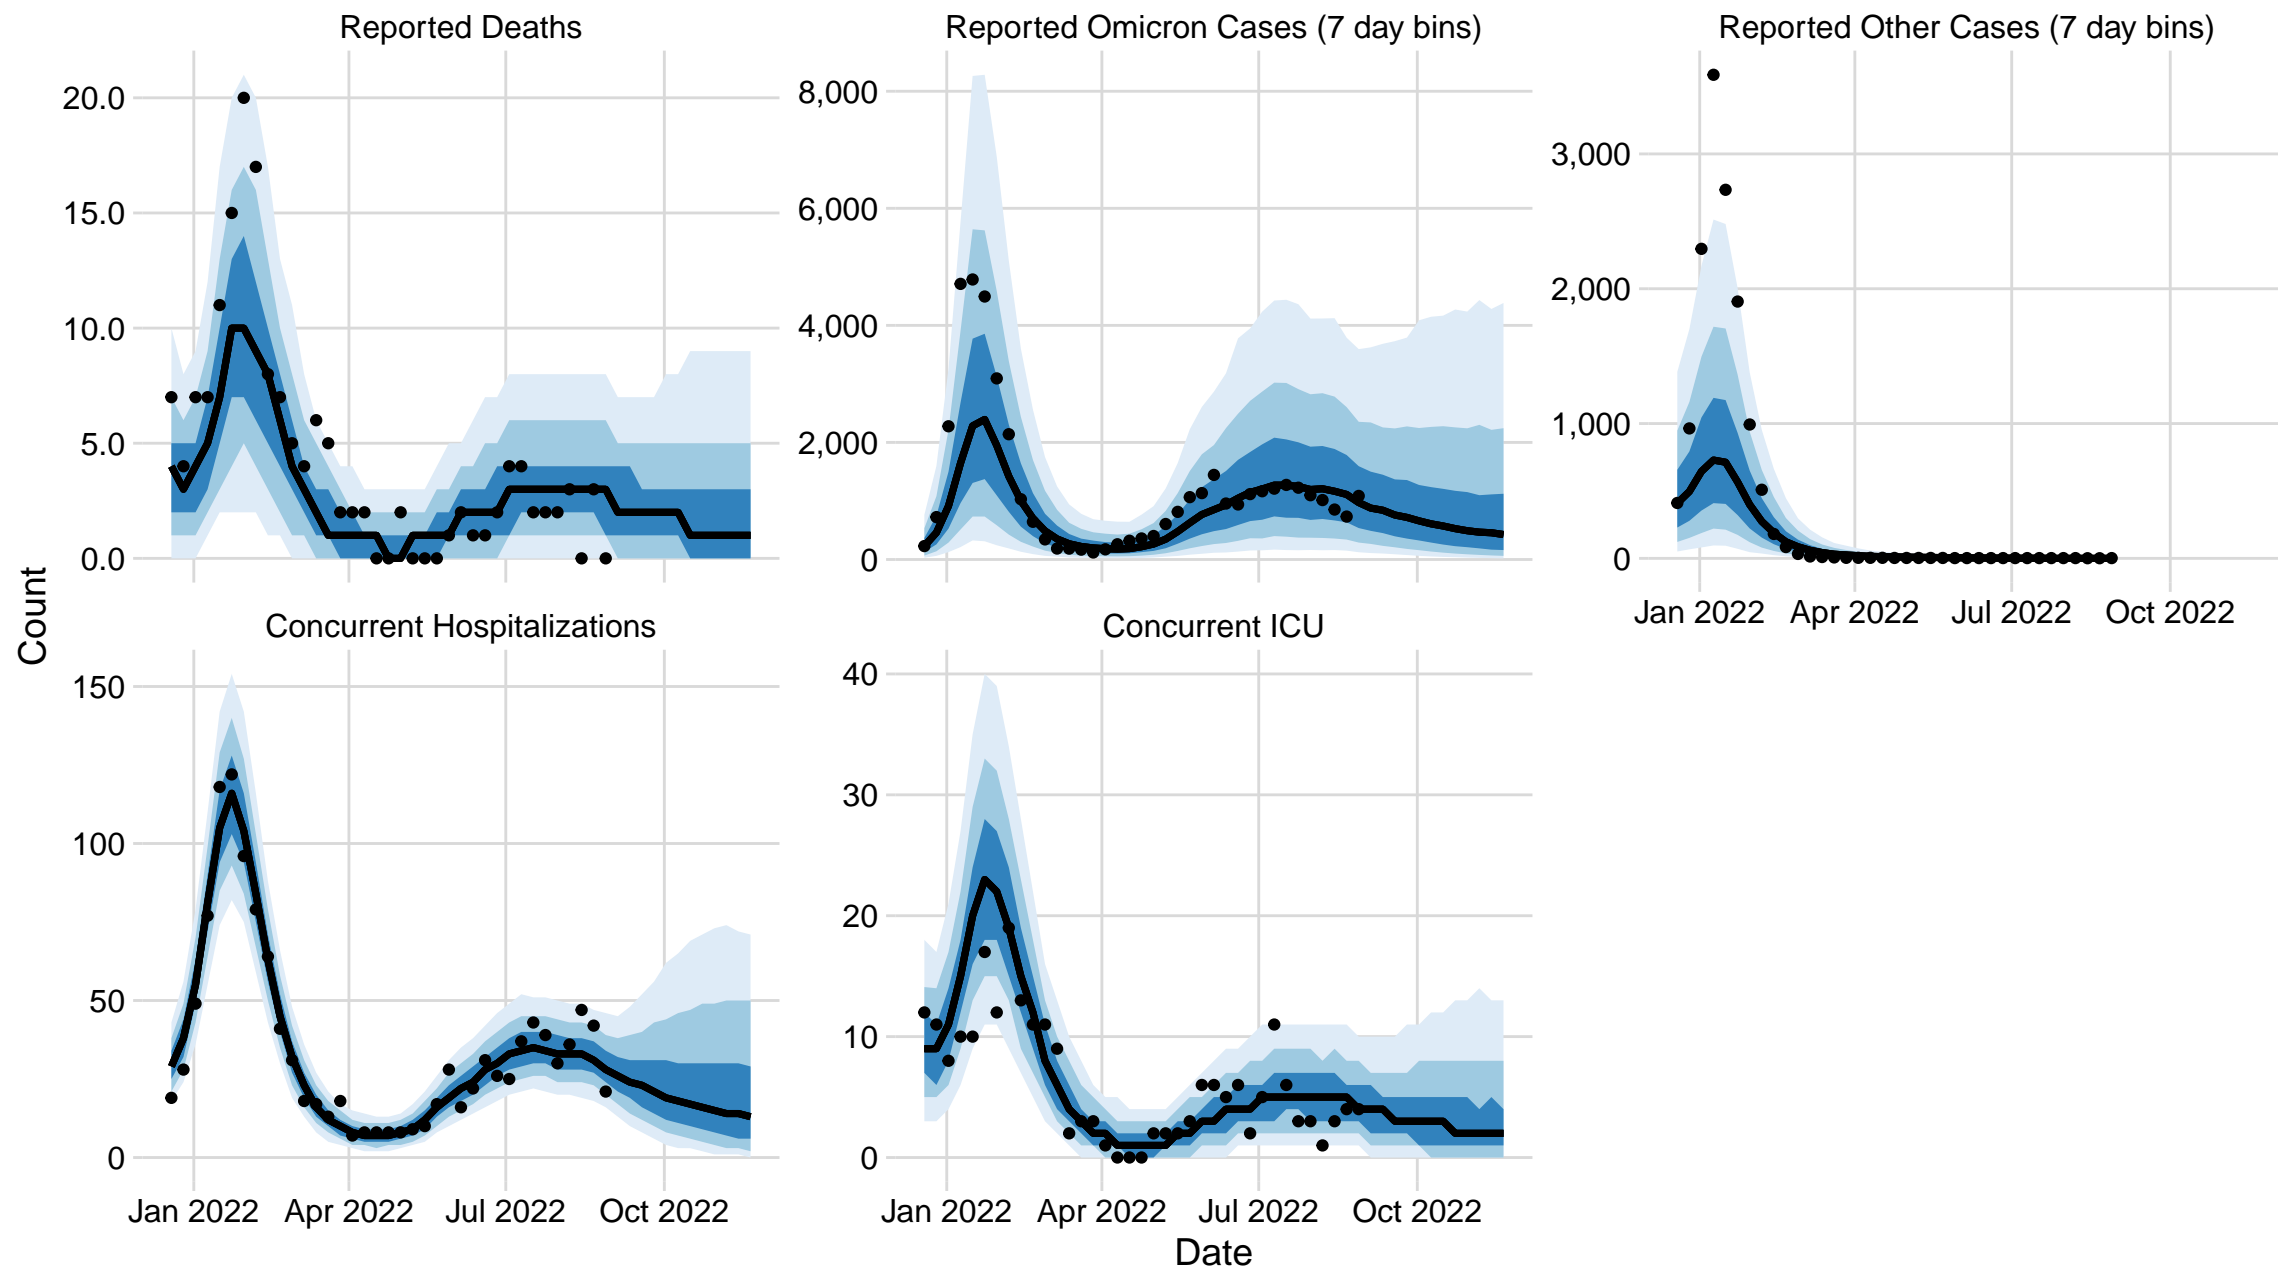 Reported Deaths
Reported Omicron Cases (7 day bins)
Reported Other Cases (7 day bins)
20.0
15.0
10.0
5.0
0.0
8,000
6,000
4,000
2,000
0
3,000
2,000
1,000
0
Jan 2022 Apr 2022 Jul 2022 Oct 2022
Count
Concurrent Hospitalizations
Concurrent ICU
150
100
50
0
40
30
20
10
0
Jan 2022 Apr 2022 Jul 2022 Oct 2022
Jan 2022 Apr 2022 Jul 2022 Oct 2022
Date